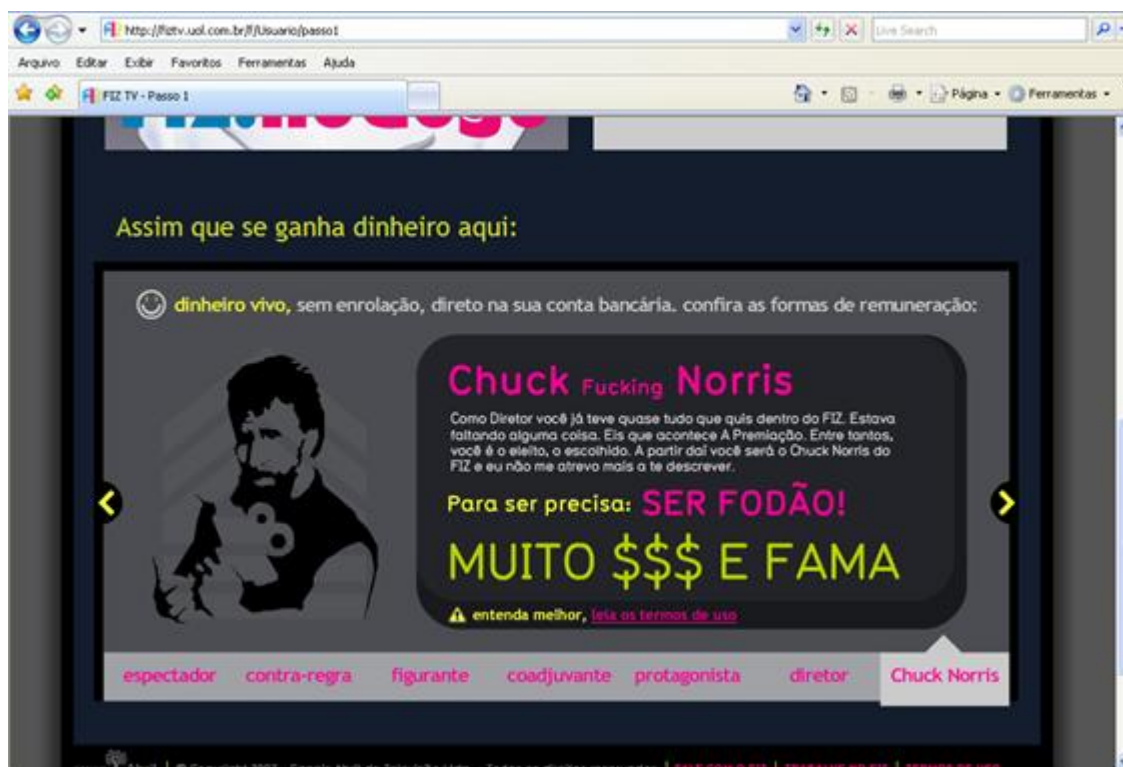 http://fiztv.uol.com.br/f/Usuario/passo1
Live Search
Arquivo Editar Exibir Favoritos Ferramentas Ajuda
FIZ TV - Passo 1
Página Ferramentas
Assim que se ganha dinheiro aqui:
dinheiro vivo, sem enrolação, direto na sua conta bancária. confira as formas de remuneração:
Chuck Fucking Norris
Como Diretor você já teve quase tudo que quis dentro do FIZ. Estava
faltando alguma coisa. Eis que acontece A Premiação. Entre tantos,
você é o eleito, o escolhido. A partir daí você será o Chuck Norris do
FIZ e eu não me atrevo mais a te descrever.
Para ser precisa: SER FODÃO!
MUITO $$$ E FAMA
entenda melhor, leia os termos de uso
espectador contra-regra figurante coadjuvante protagonista diretor Chuck Norris